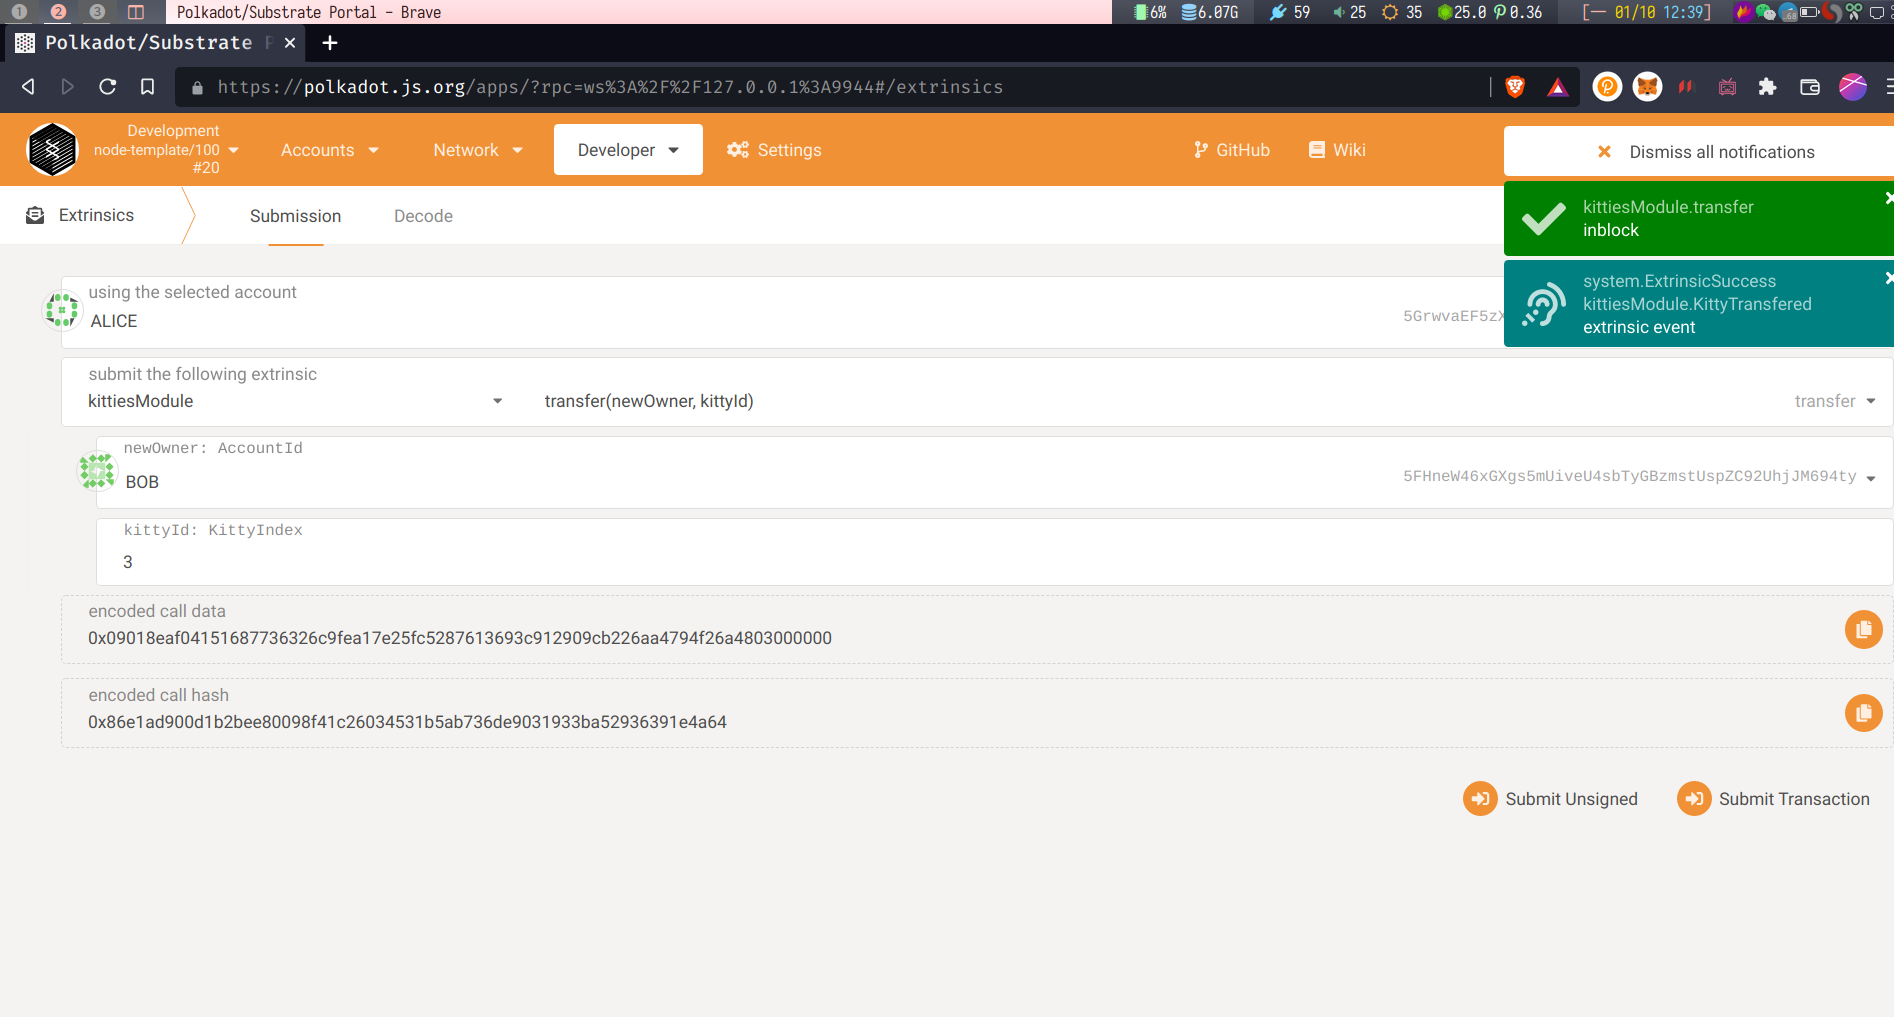 1 2 3 Polkadot/Substrate Portal – Brave 6% 6.07G 59 25 35 25.0 0.36 [一 01/10 12:39] .68
Polkadot/Substrate P
https://polkadot.js.org/apps/?rpc=ws%3A%2F%2F127.0.0.1%3A9944#/extrinsics
Development
node-template/100
#20
Accounts
Network
Developer
Settings
GitHub
Wiki
Dismiss all notifications
Extrinsics
Submission
Decode
kittiesModule.transfer
inblock
system.ExtrinsicSuccess
kittiesModule.KittyTransfered
extrinsic event
using the selected account
ALICE
5GrwvaEF5zX
submit the following extrinsic
kittiesModule
transfer(newOwner, kittyId)
transfer
newOwner: AccountId
BOB
5FHneW46xGXgs5mUiveU4sbTyGBzmstUspZC92UhjJM694ty
kittyId: KittyIndex
3
encoded call data
0x09018eaf04151687736326c9fea17e25fc5287613693c912909cb226aa4794f26a4803000000
encoded call hash
0x86e1ad900d1b2bee80098f41c26034531b5ab736de9031933ba52936391e4a64
Submit Unsigned
Submit Transaction